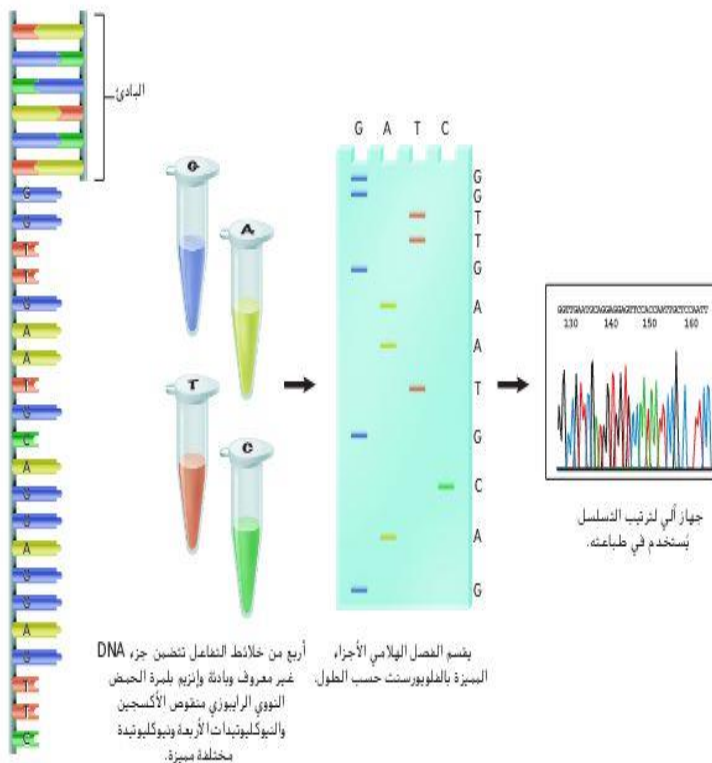 البادئ
G
G
T
T
G
A
A
T
G
C
A
G
G
A
G
G
A
G
T
T
C
G
A
T
C
G A T C
G
G
T
T
G
A
A
T
G
C
A
G
GGTTGAATGCAGGAGGAGTTCCACCAATTGCTCCAATT
130 140 150 160
جهاز آلي لترتيب التسلسل
يُستخدم في طباعته.
يقسم الفصل الهلامي الأجزاء
المميزة بالفلوريسنت حسب الطول.
أربع من خلائط التفاعل تتضمن جزء DNA
غير معروف وبادئة وإنزيم بلمرة الحمض
النووي الرايبوزي منقوص الأكسجين
والنيوكليوتيدات الأربعة ونيوكليوتيدة
مختلفة مميزة.